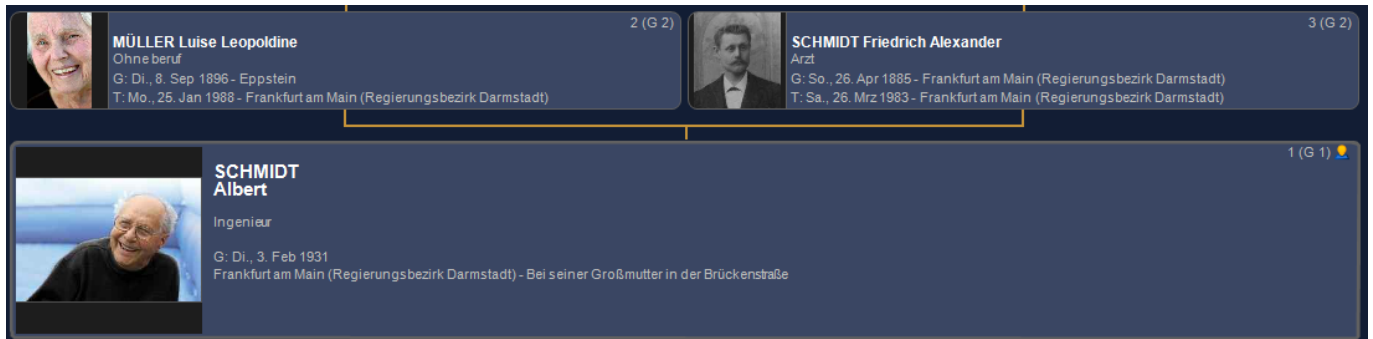 2 (G 2)
MÜLLER Luise Leopoldine
Ohne beruf
G: Di., 8. Sep 1896 - Eppstein
T: Mo., 25. Jan 1988 - Frankfurt am Main (Regierungsbezirk Darmstadt)
3 (G 2)
SCHMIDT Friedrich Alexander
Arzt
G: So., 26. Apr 1885 - Frankfurt am Main (Regierungsbezirk Darmstadt)
T: Sa., 26. Mrz 1983 - Frankfurt am Main (Regierungsbezirk Darmstadt)
1 (G 1)
SCHMIDT
Albert
Ingenieur
G: Di., 3. Feb 1931
Frankfurt am Main (Regierungsbezirk Darmstadt) - Bei seiner Großmutter in der Brückenstraße